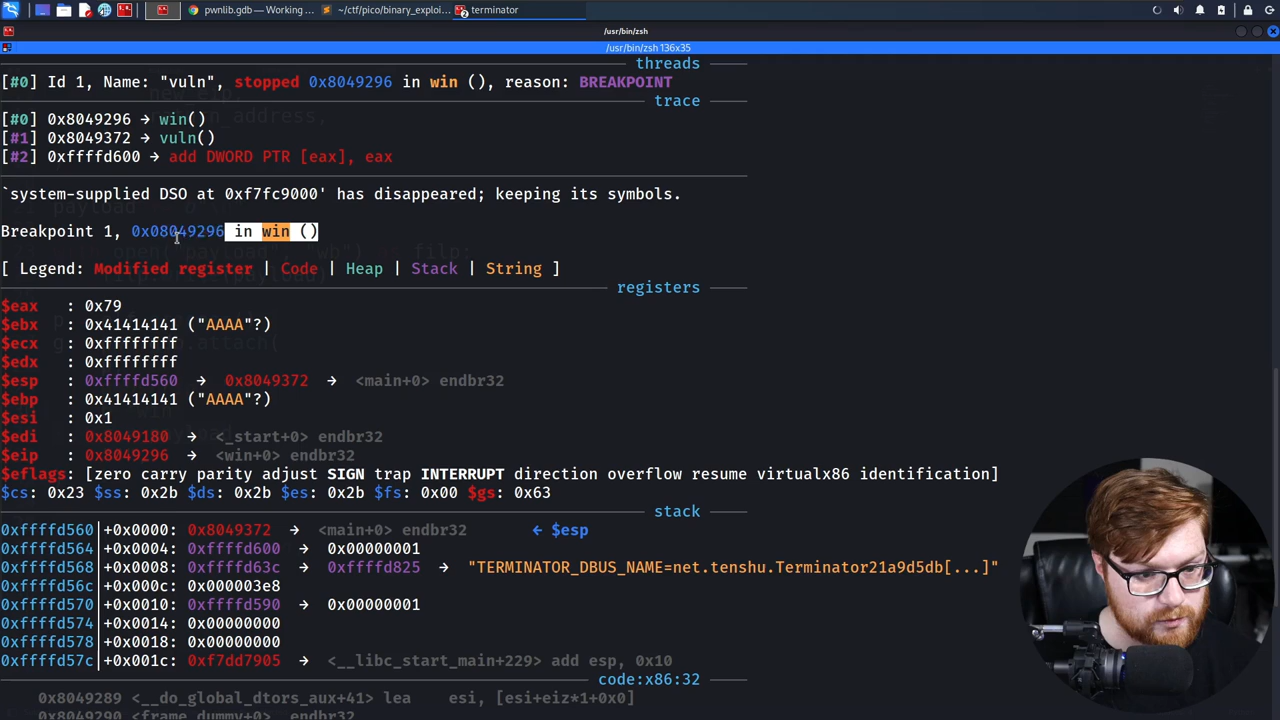 pwnlib.gdb — Working ...
~/ctf/pico/binary_exploi...
2 terminator
/usr/bin/zsh
/usr/bin/zsh 136x35
threads
[#0] Id 1, Name: "vuln", stopped 0x8049296 in win (), reason: BREAKPOINT
trace
[#0] 0x8049296 → win()
[#1] 0x8049372 → vuln()
[#2] 0xffffd600 → add DWORD PTR [eax], eax
`system-supplied DSO at 0xf7fc9000' has disappeared; keeping its symbols.
Breakpoint 1, 0x08049296 in win ()
[ Legend: Modified register | Code | Heap | Stack | String ]
registers
$eax   : 0x79
$ebx   : 0x41414141 ("AAAA"?)
$ecx   : 0xffffffff
$edx   : 0xffffffff
$esp   : 0xffffd560  →  0x8049372  →  <main+0> endbr32
$ebp   : 0x41414141 ("AAAA"?)
$esi   : 0x1
$edi   : 0x8049180  →  <_start+0> endbr32
$eip   : 0x8049296  →  <win+0> endbr32
$eflags: [zero carry parity adjust SIGN trap INTERRUPT direction overflow resume virtualx86 identification]
$cs: 0x23 $ss: 0x2b $ds: 0x2b $es: 0x2b $fs: 0x00 $gs: 0x63
stack
0xffffd560│+0x0000: 0x8049372  →  <main+0> endbr32       ← $esp
0xffffd564│+0x0004: 0xffffd600  →  0x00000001
0xffffd568│+0x0008: 0xffffd63c  →  0xffffd825  →  "TERMINATOR_DBUS_NAME=net.tenshu.Terminator21a9d5db[...]"
0xffffd56c│+0x000c: 0x000003e8
0xffffd570│+0x0010: 0xffffd590  →  0x00000001
0xffffd574│+0x0014: 0x00000000
0xffffd578│+0x0018: 0x00000000
0xffffd57c│+0x001c: 0xf7dd7905  →  <__libc_start_main+229> add esp, 0x10
code:x86:32
0x8049289 <__do_global_dtors_aux+41> lea    esi, [esi+eiz*1+0x0]
0x8049290 <frame_dummy+0> endbr32